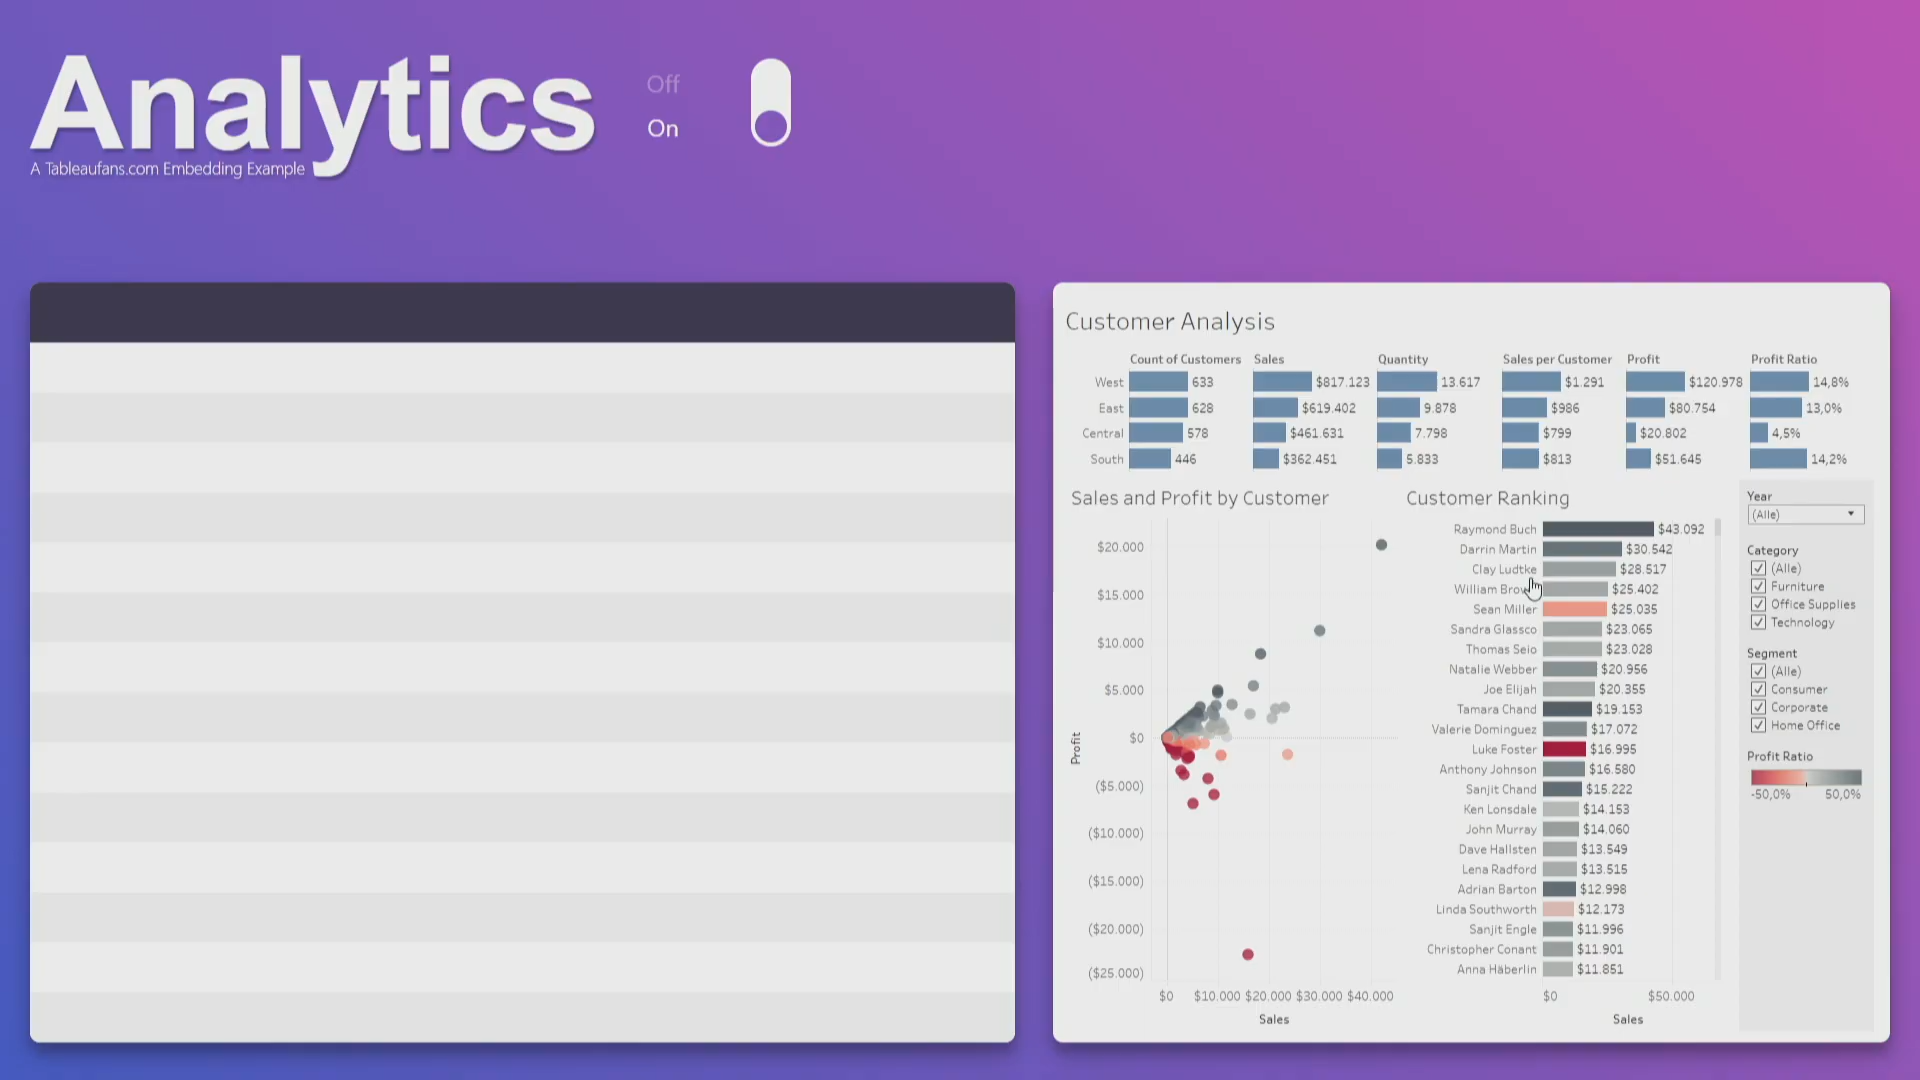 Analytics
Off
On
A Tableaufans.com Embedding Example
Customer Analysis
Count of Customers Sales Quantity Sales per Customer Profit Profit Ratio
West 633 $817.123 13.617 $1.291 $120.978 14,8%
East 628 $619.402 9.878 $986 $80.754 13,0%
Central 578 $461.631 7.798 $799 $20.802 4,5%
South 446 $362.451 5.833 $813 $51.645 14,2%
Sales and Profit by Customer
$20.000
$15.000
$10.000
$5.000
$0
($5.000)
($10.000)
($15.000)
($20.000)
($25.000)
Profit
$0 $10.000 $20.000 $30.000 $40.000
Sales
Customer Ranking
Raymond Buch $43.092
Darrin Martin $30.542
Clay Ludtke $28.517
William $25.402
Sean Miller $25.035
Sandra Glassco $23.065
Thomas Seio $23.028
Natalie Webber $20.956
Joe Elijah $20.355
Tamara Chand $19.153
Valerie Dominguez $17.072
Luke Foster $16.995
Anthony Johnson $16.580
Sanjit Chand $15.222
Ken Lonsdale $14.153
John Murray $14.060
Dave Hallsten $13.549
Lena Radford $13.515
Adrian Barton $12.998
Linda Southworth $12.173
Sanjit Engle $11.996
Christopher Conant $11.901
Anna Häberlin $11.851
$0 $50.000
Sales
Year
(Alle)
Category
(Alle)
Furniture
Office Supplies
Technology
Segment
(Alle)
Consumer
Corporate
Home Office
Profit Ratio
-50,0% 50,0%